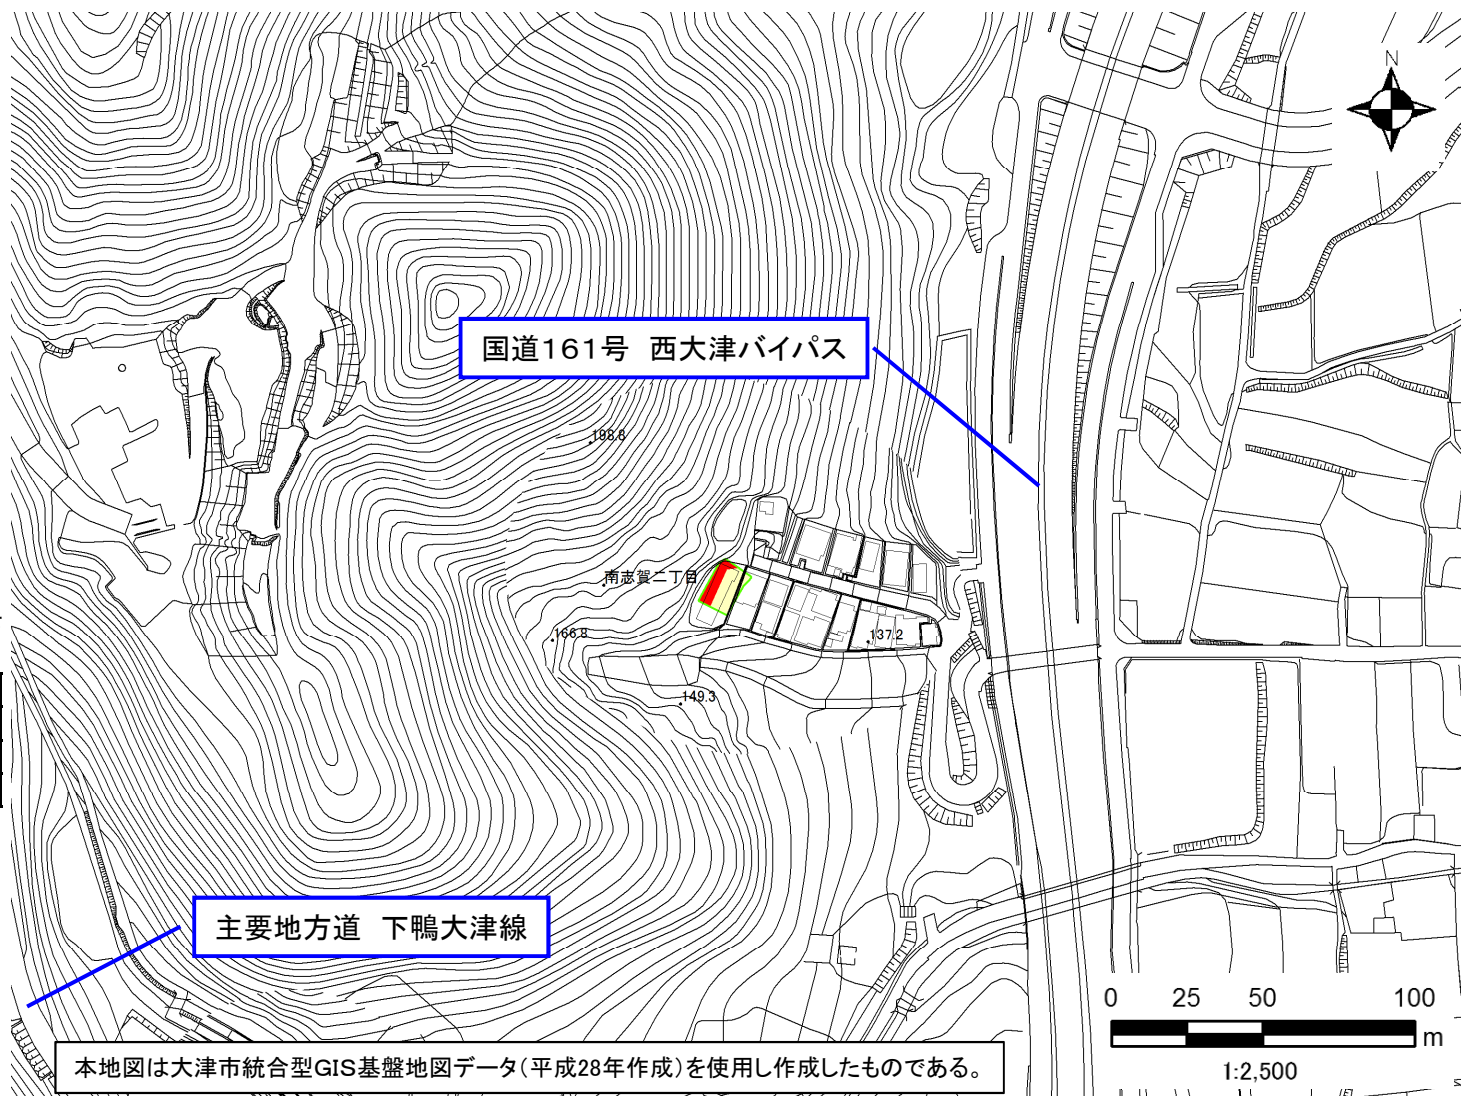 N
国道161号　西大津バイパス
198.8
南志賀二丁目
166.8
137.2
149.3
主要地方道　下鴨大津線
0 25 50 100
m
1:2,500
本地図は大津市統合型GIS基盤地図データ(平成28年作成)を使用し作成したものである。